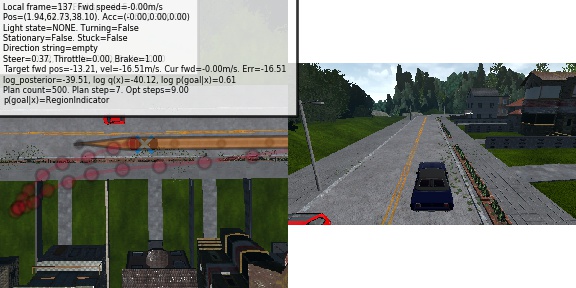 Local frame=137: Fwd speed=-0.00m/s
Pos=(1.94,62.73,38.10). Acc=(-0.00,0.00,0.00)
Light state=NONE. Turning=False
Stationary=False. Stuck=False
Direction string=empty
Steer=0.37, Throttle=0.00, Brake=1.00
Target fwd pos=-13.21, vel=-16.51m/s. Cur fwd=-0.00m/s. Err=-16.51
log_posterior=-39.51, log q(x)=-40.12, log p(goal|x)=0.61
Plan count=500. Plan step=7. Opt steps=9.00
p(goal|x)=RegionIndicator